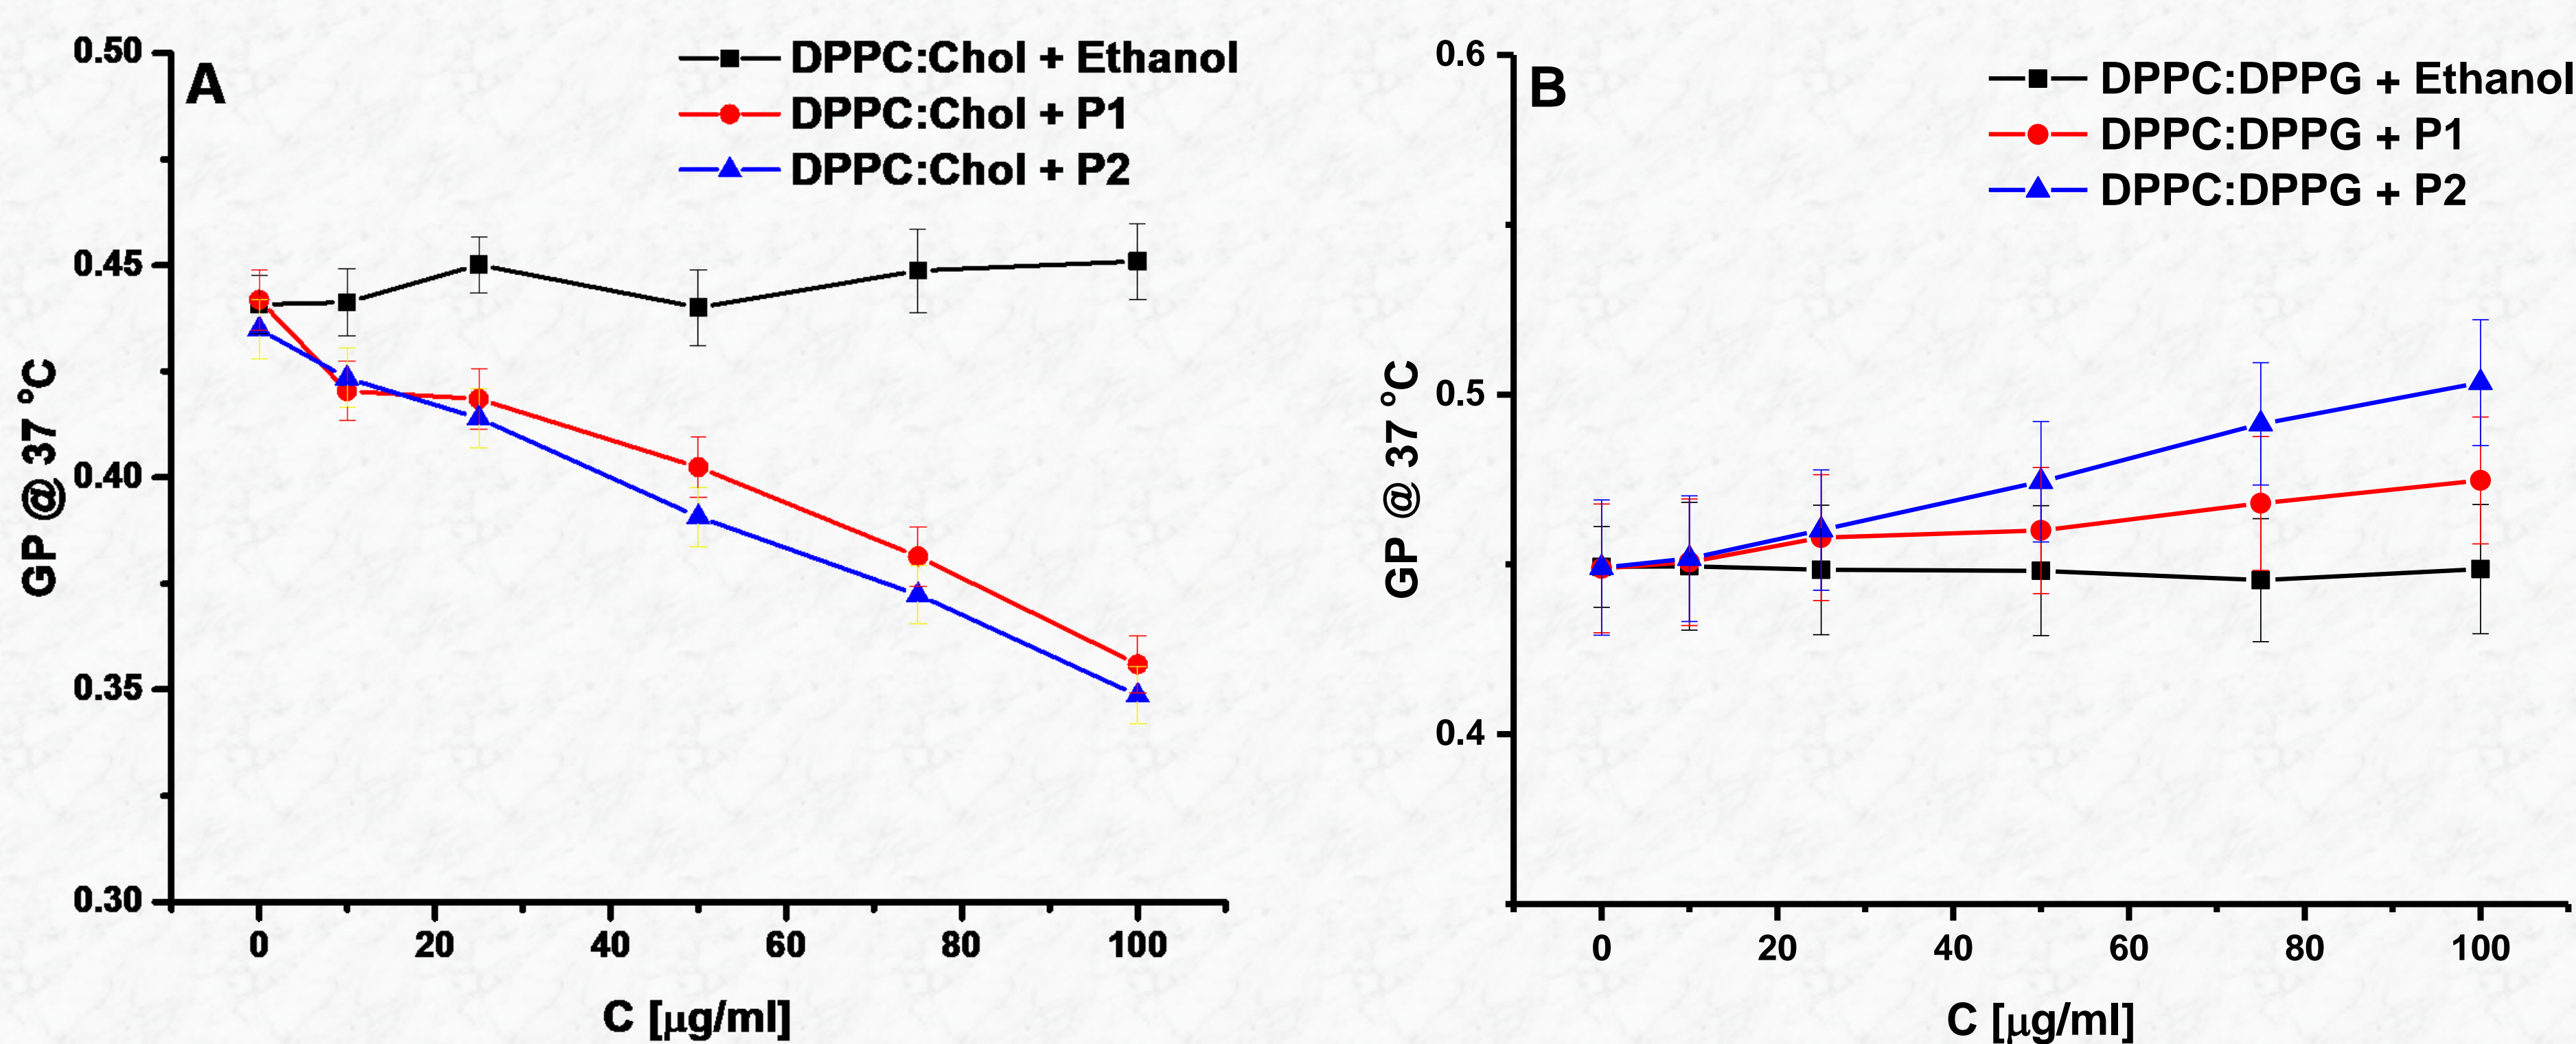 A
DPPC:Chol + Ethanol
DPPC:Chol + P1
DPPC:Chol + P2
GP @ 37 °C
0.50
0.45
0.40
0.35
0.30
0 20 40 60 80 100
C [µg/ml]
B
DPPC:DPPG + Ethanol
DPPC:DPPG + P1
DPPC:DPPG + P2
GP @ 37 °C
0.6
0.5
0.4
0 20 40 60 80 100
C [µg/ml]